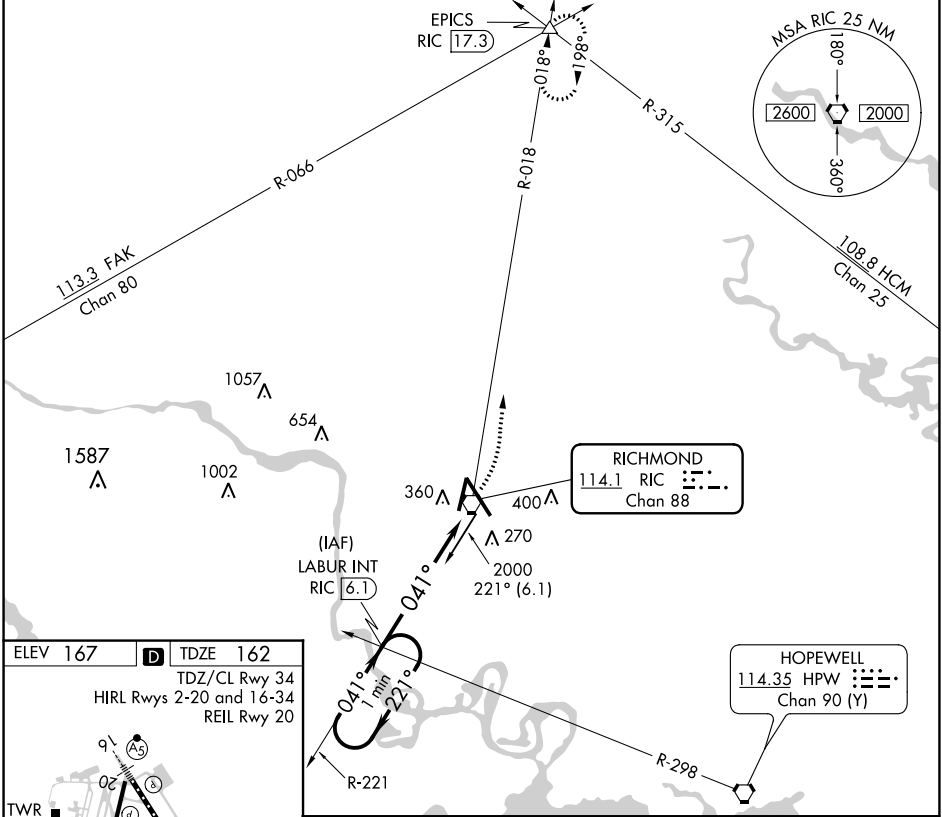 EPICS
RIC 17.3
018°
198°
MSA RIC 25 NM
180°
2600
2000
360°
R-315
R-066
R-018
113.3 FAK
Chan 80
108.8 HCM
Chan 25
1057
654
1587
1002
360
400
270
RICHMOND
114.1 RIC
Chan 88
(IAF)
LABUR INT
RIC 6.1
041°
2000
221° (6.1)
041°
1 min
221°
R-221
R-298
HOPEWELL
114.35 HPW
Chan 90 (Y)
ELEV 167 D TDZE 162
TDZ/CL Rwy 34
HIRL Rwys 2-20 and 16-34
REIL Rwy 20
16
A5
20
P
P
TWR